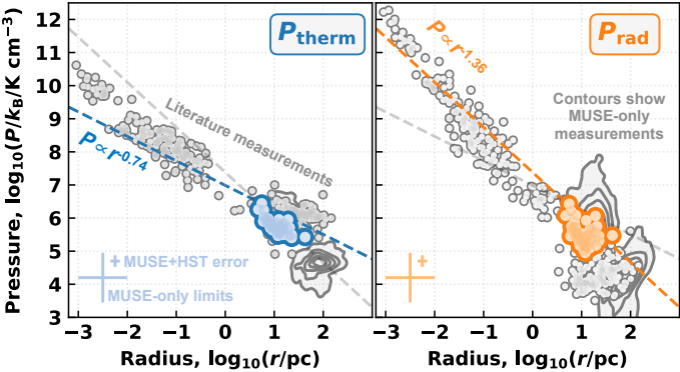 12
11
10
9
8
7
6
5
4
3
Pressure, log₁₀(P/k_B/K cm⁻³)
P_therm
Literature measurements
P ∝ r^-0.74
MUSE+HST error
MUSE-only limits
−3 −2 −1 0 1 2
Radius, log₁₀(r/pc)
P_rad
P ∝ r^-1.36
Contours show
MUSE-only
measurements
−3 −2 −1 0 1 2
Radius, log₁₀(r/pc)